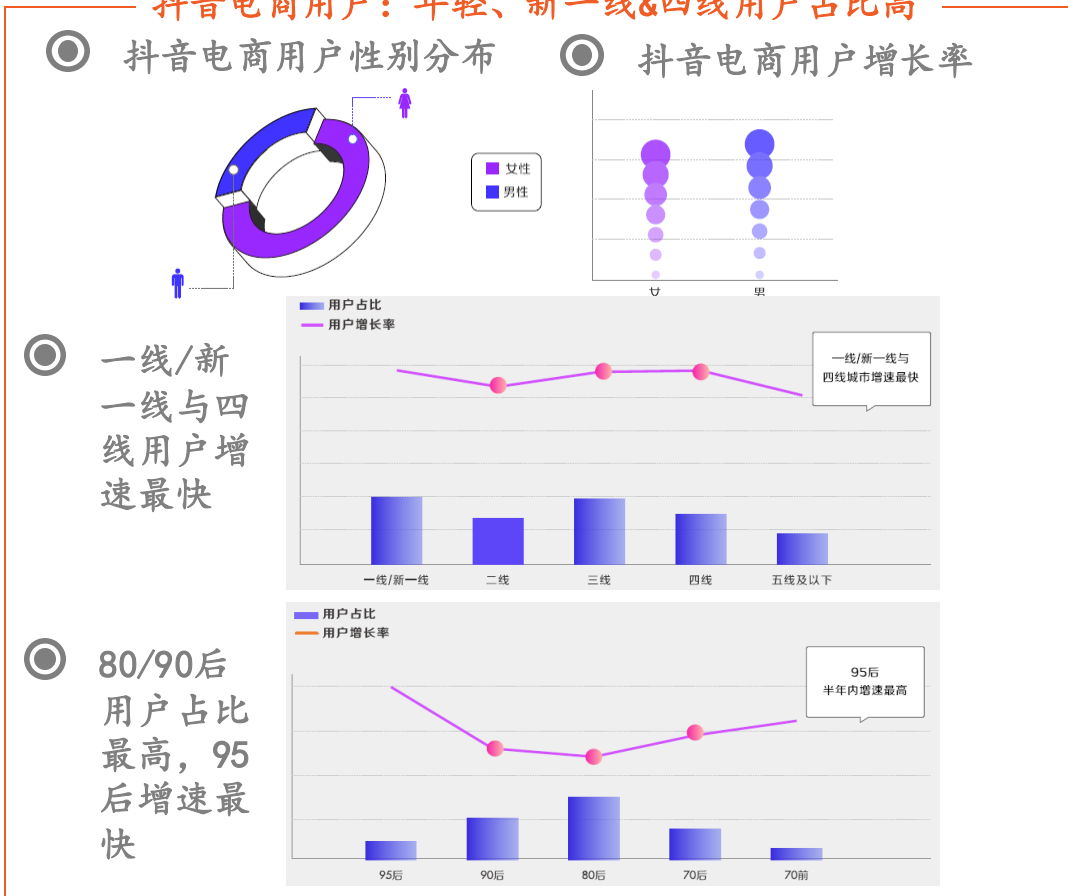 抖音电商用户：年轻、新一线&四线用户占比高
抖音电商用户性别分布
抖音电商用户增长率
女性
男性
女
男
一线/新
一线与四
线用户增
速最快
用户占比
用户增长率
一线/新一线与
四线城市增速最快
一线/新一线
二线
三线
四线
五线及以下
80/90后
用户占比
最高，95
后增速最
快
用户占比
用户增长率
95后
半年内增速最高
95后
90后
80后
70后
70前